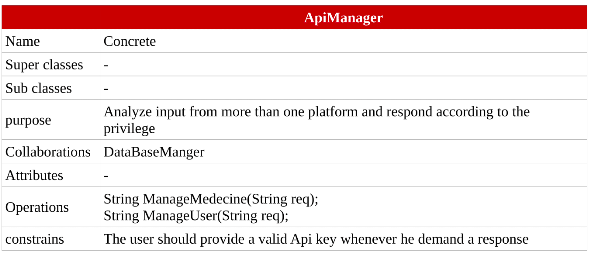 ApiManager
Name Concrete
Super classes -
Sub classes -
purpose Analyze input from more than one platform and respond according to the
privilege
Collaborations DataBaseManger
Attributes -
Operations String ManageMedecine(String req);
String ManageUser(String req);
constrains The user should provide a valid Api key whenever he demand a response